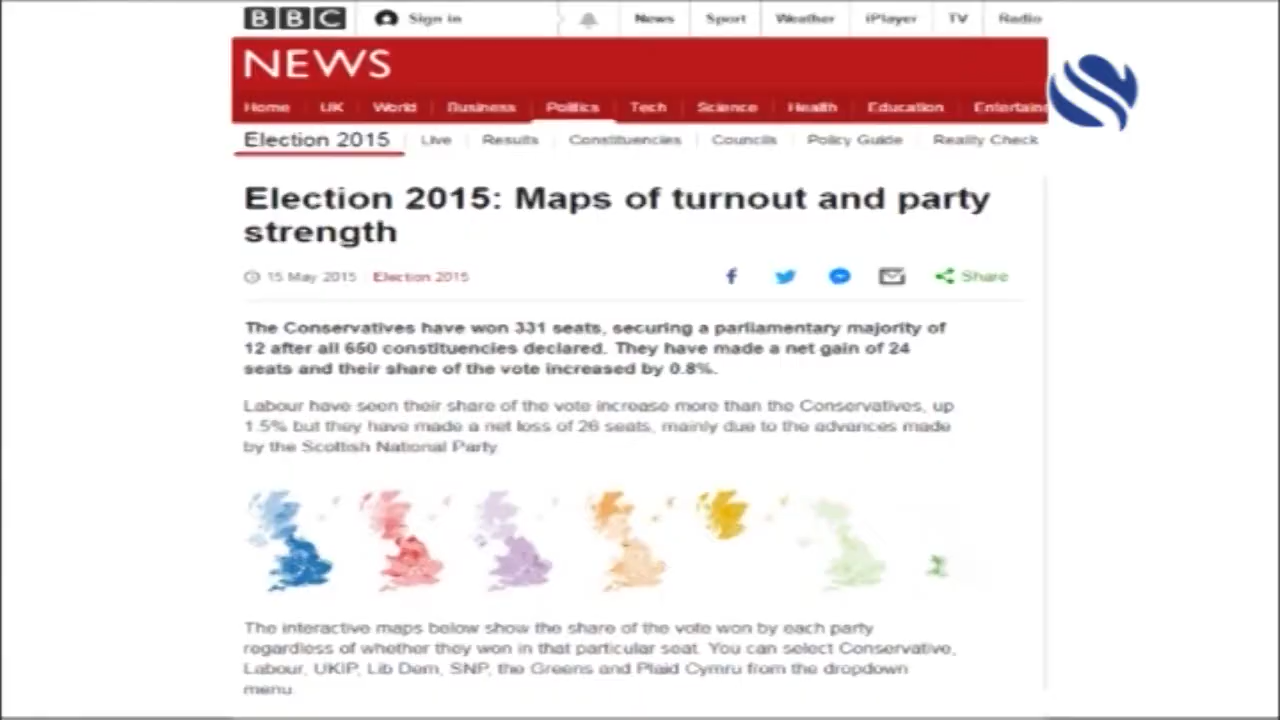 BBC Sign in News Sport Weather iPlayer TV Radio
NEWS
Home UK World Business Politics Tech Science Health Education Entertain
Election 2015 Live Results Constituencies Councils Policy Guide Reality Check
Election 2015: Maps of turnout and party
strength
15 May 2015 Election 2015
Share
The Conservatives have won 331 seats, securing a parliamentary majority of
12 after all 650 constituencies declared. They have made a net gain of 24
seats and their share of the vote increased by 0.8%.
Labour have seen their share of the vote increase more than the Conservatives, up
1.5% but they have made a net loss of 26 seats, mainly due to the advances made
by the Scottish National Party.
The interactive maps below show the share of the vote won by each party
regardless of whether they won in that particular seat. You can select Conservative,
Labour, UKIP, Lib Dem, SNP, the Greens and Plaid Cymru from the dropdown
menu.